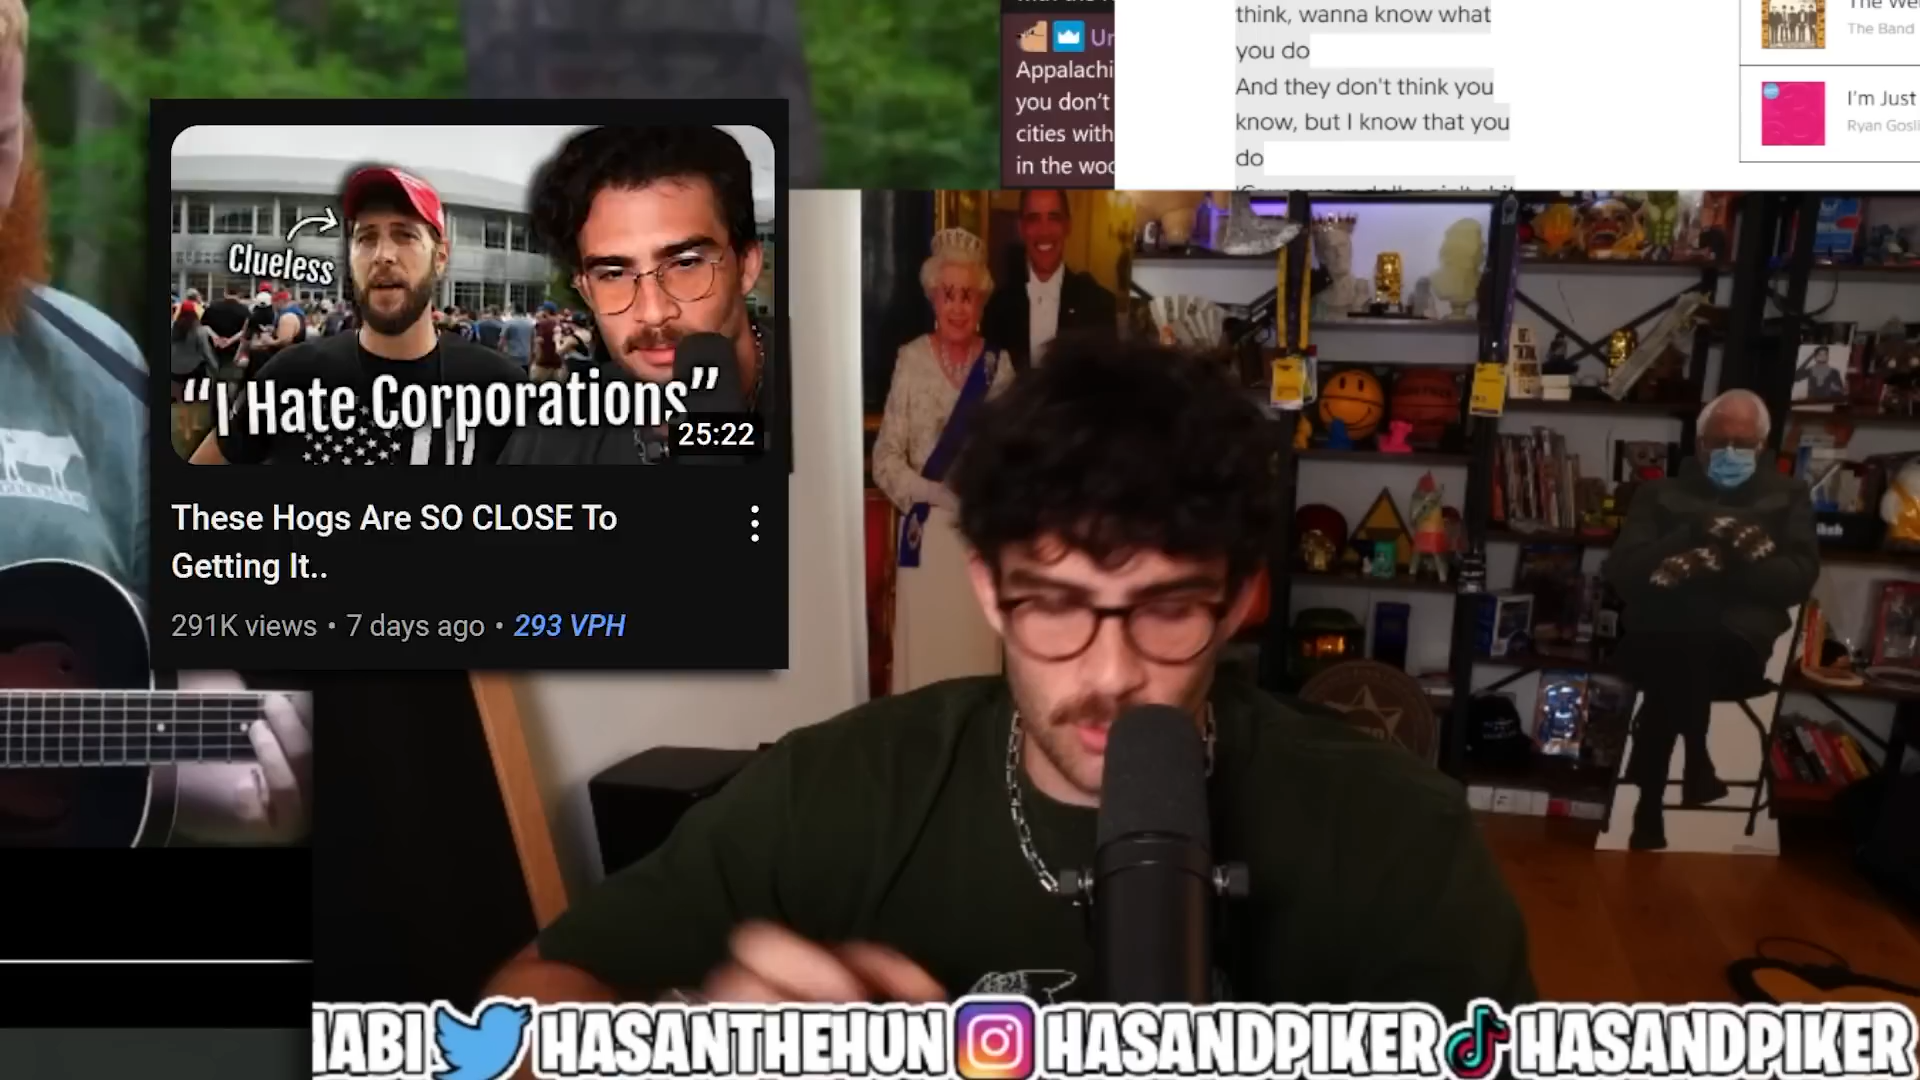 Appalachi
you don't
cities with
in the woo
think, wanna know what
you do
And they don't think you
know, but I know that you
do
The Band
I'm Just
Ryan Gosli
Clueless
“I Hate Corporations”
25:22
These Hogs Are SO CLOSE To
Getting It..
291K views • 7 days ago • 293 VPH
HASANTHEHUN HASANDPIKER HASANDPIKER